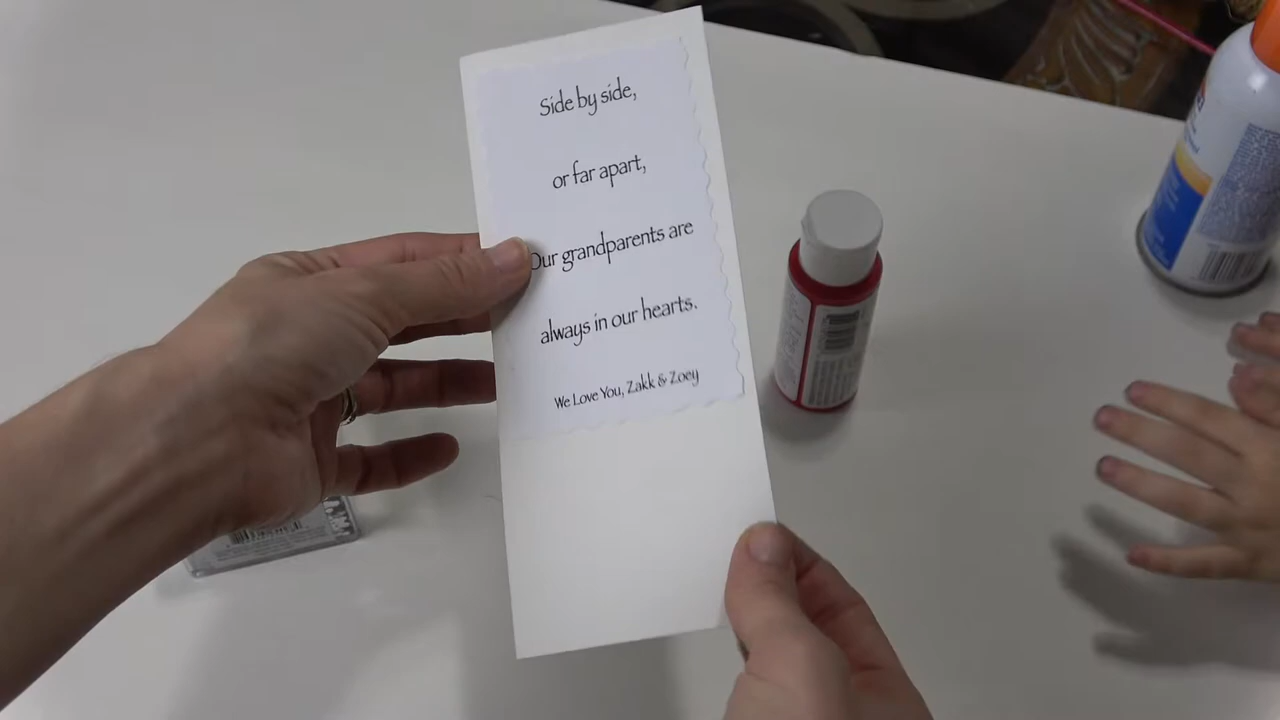 Side by side,
or far apart,
Our grandparents are
always in our hearts.
We Love You, Zakk & Zoey